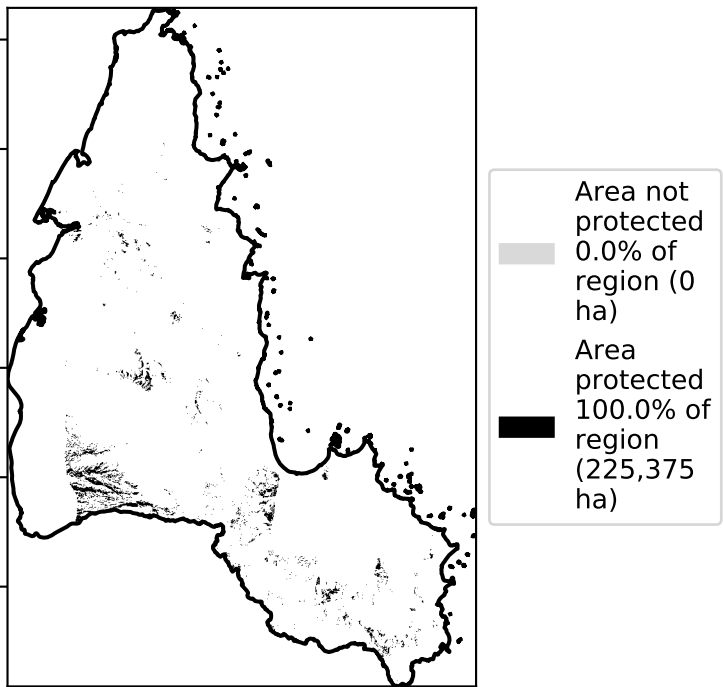 Area not
protected
0.0% of
region (0
ha)
Area
protected
100.0% of
region
(225,375
ha)